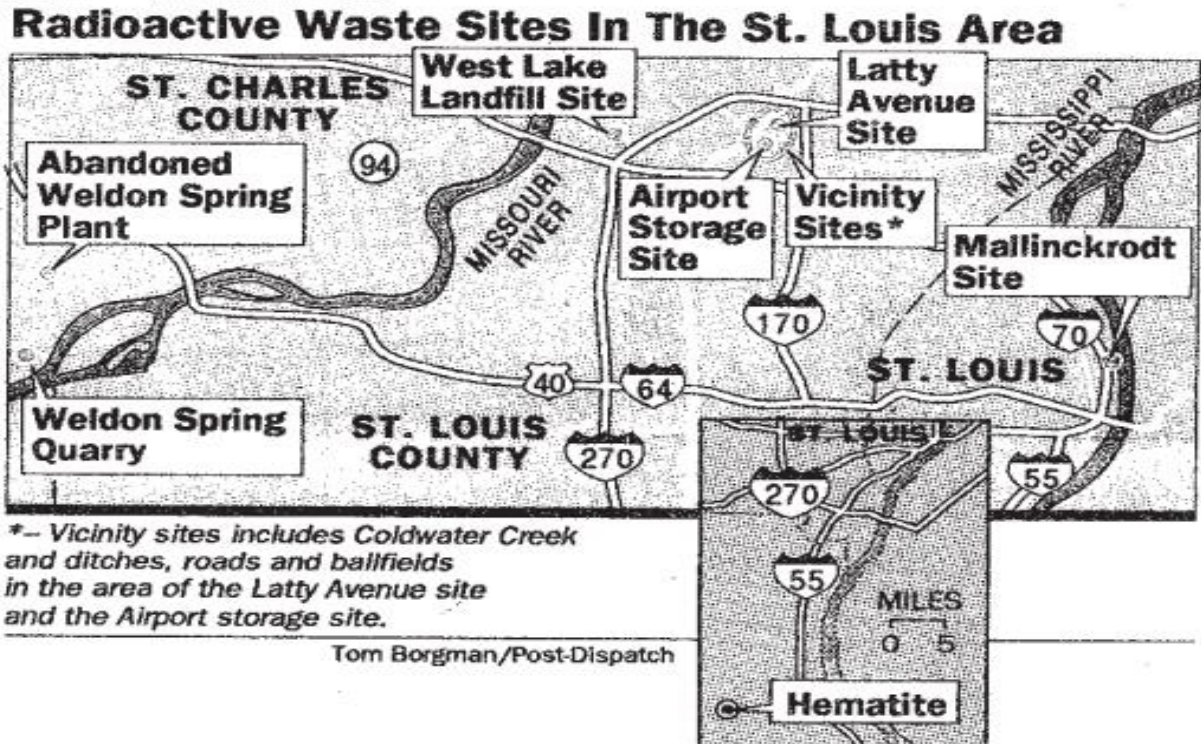 Radioactive Waste Sites In The St. Louis Area
ST. CHARLES
COUNTY
West Lake
Landfill Site
Latty
Avenue
Site
MISSISSIPPI
RIVER
Abandoned
Weldon Spring
Plant
94
MISSOURI
RIVER
Airport
Storage
Site
Vicinity
Sites*
Mallinckrodt
Site
170
70
40
64
ST. LOUIS
Weldon Spring
Quarry
ST. LOUIS
COUNTY
270
55
ST. LOUIS
270
55
MILES
0 5
Hematite
*– Vicinity sites includes Coldwater Creek
and ditches, roads and ballfields
in the area of the Latty Avenue site
and the Airport storage site.
Tom Borgman/Post-Dispatch